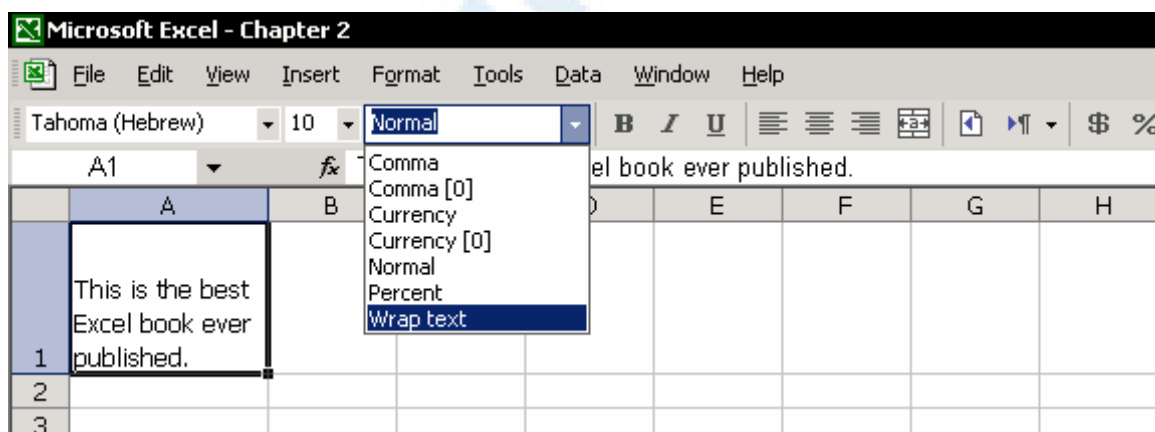 Microsoft Excel - Chapter 2
File Edit View Insert Format Tools Data Window Help
Tahoma (Hebrew) 10 Normal B I U a $ %
A1 fx el book ever published.
Comma
Comma [0]
Currency
Currency [0]
Normal
Percent
Wrap text
A B E F G H
This is the best
Excel book ever
published.
1
2
3